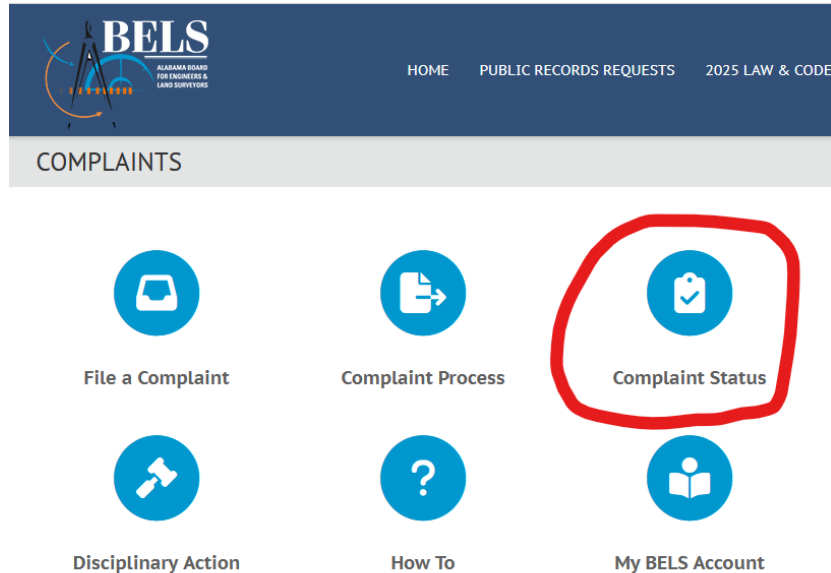 BELS
ALABAMA BOARD
FOR ENGINEERS &
LAND SURVEYORS
HOME PUBLIC RECORDS REQUESTS 2025 LAW & CODE
COMPLAINTS
File a Complaint Complaint Process Complaint Status
Disciplinary Action How To My BELS Account